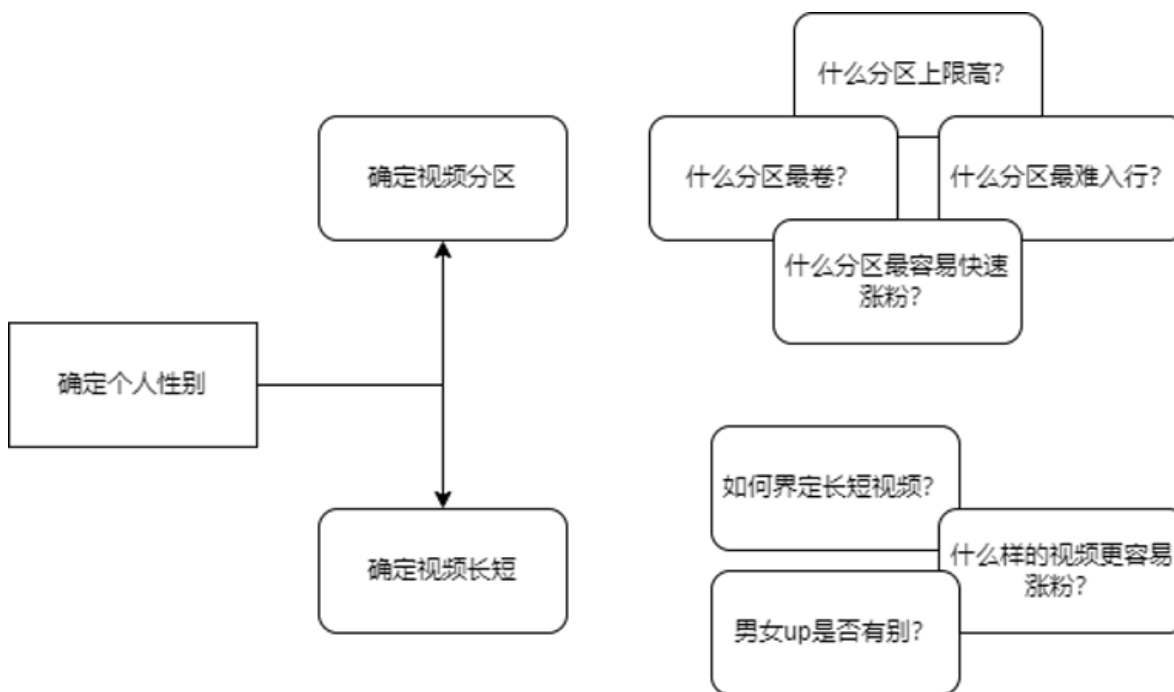 什么分区上限高？
确定视频分区
什么分区最卷？
什么分区最难入行？
什么分区最容易快速
涨粉？
确定个人性别
如何界定长短视频？
确定视频长短
什么样的视频更容易
涨粉？
男女up是否有别？